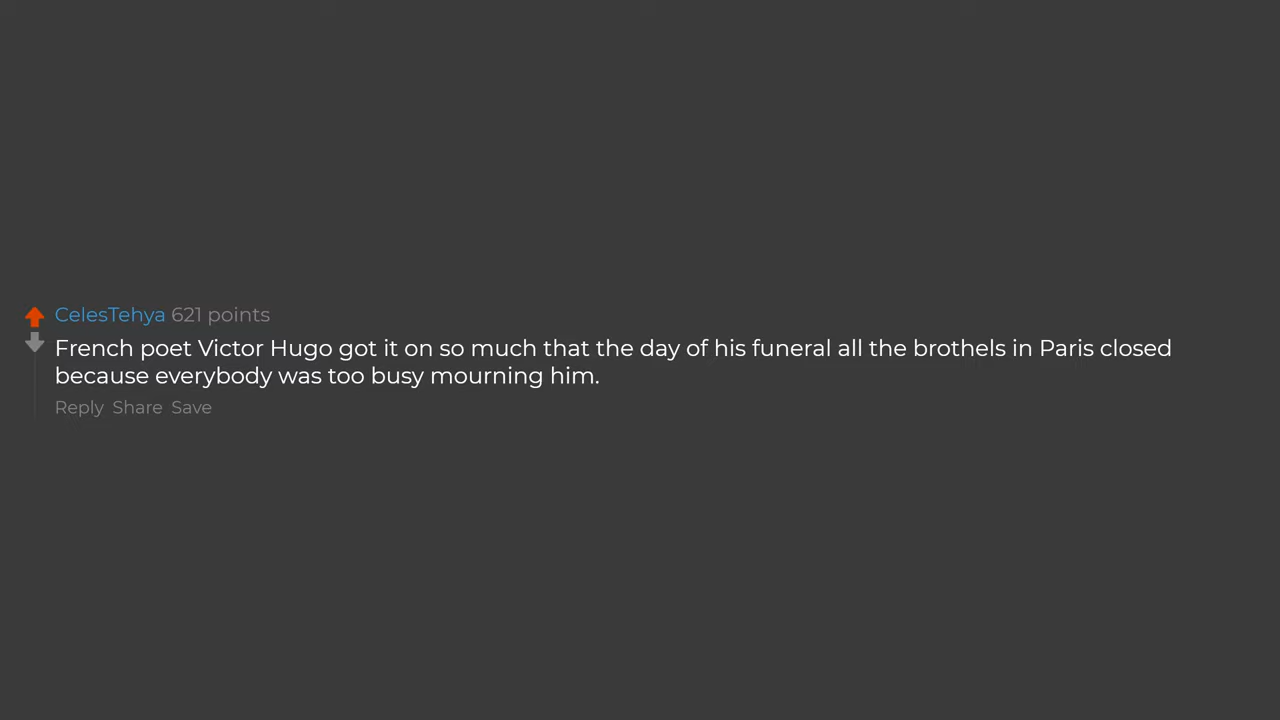 CelesTehya 621 points
French poet Victor Hugo got it on so much that the day of his funeral all the brothels in Paris closed
because everybody was too busy mourning him.
Reply Share Save